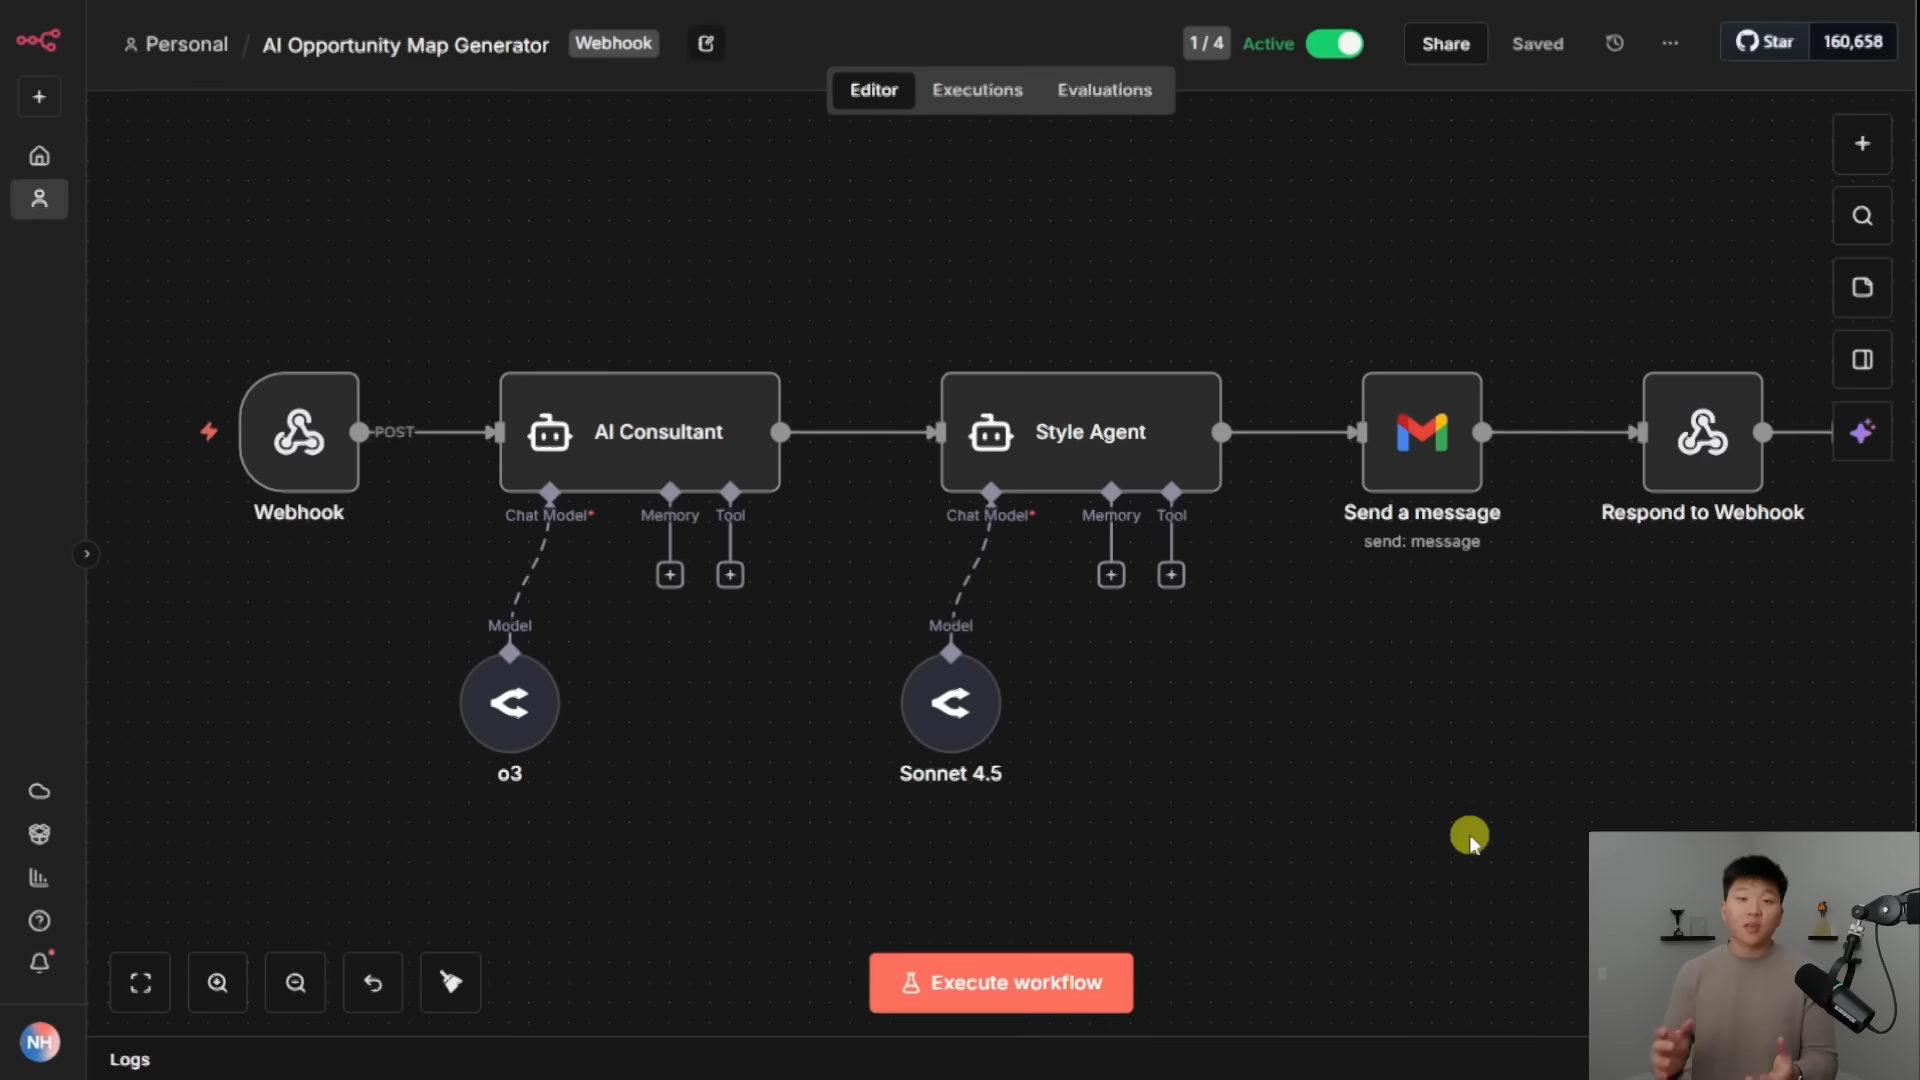 Personal / AI Opportunity Map Generator Webhook 1 / 4 Active Share Saved Star 160,658
Editor Executions Evaluations
POST
AI Consultant
Style Agent
Webhook
Chat Model*
Memory
Tool
Chat Model*
Memory
Tool
Send a message
send: message
Respond to Webhook
Model
Model
o3
Sonnet 4.5
Execute workflow
NH
Logs